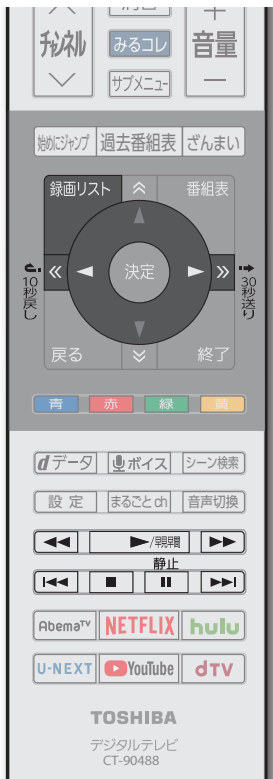 チャンネル
みるコレ
音量
サブメニュー
始めにジャンプ 過去番組表 ざんまい
録画リスト
番組表
10秒戻し
決定
30秒送り
戻る
終了
青 赤 緑 黄
dデータ ボイス シーン検索
設定 まるごとch 音声切換
静止
AbemaTV NETFLIX hulu
U-NEXT YouTube dTV
TOSHIBA
デジタルテレビ
CT-90488